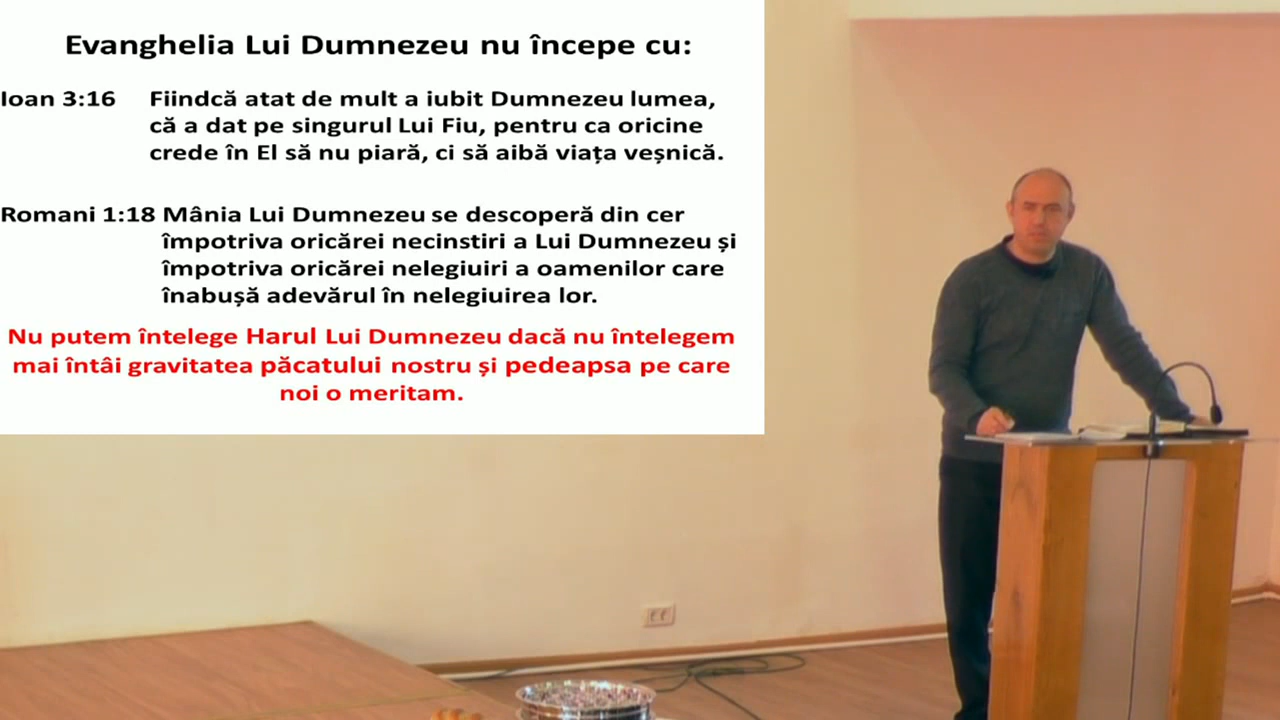 Evanghelia Lui Dumnezeu nu începe cu:
Ioan 3:16 Fiindcă atat de mult a iubit Dumnezeu lumea,
că a dat pe singurul Lui Fiu, pentru ca oricine
crede în El să nu piară, ci să aibă viața veșnică.
Romani 1:18 Mânia Lui Dumnezeu se descoperă din cer
împotriva oricărei necinstiri a Lui Dumnezeu și
împotriva oricărei nelegiuiri a oamenilor care
înabușă adevărul în nelegiuirea lor.
Nu putem întelege Harul Lui Dumnezeu dacă nu întelegem
mai întâi gravitatea păcatului nostru și pedeapsa pe care
noi o meritam.